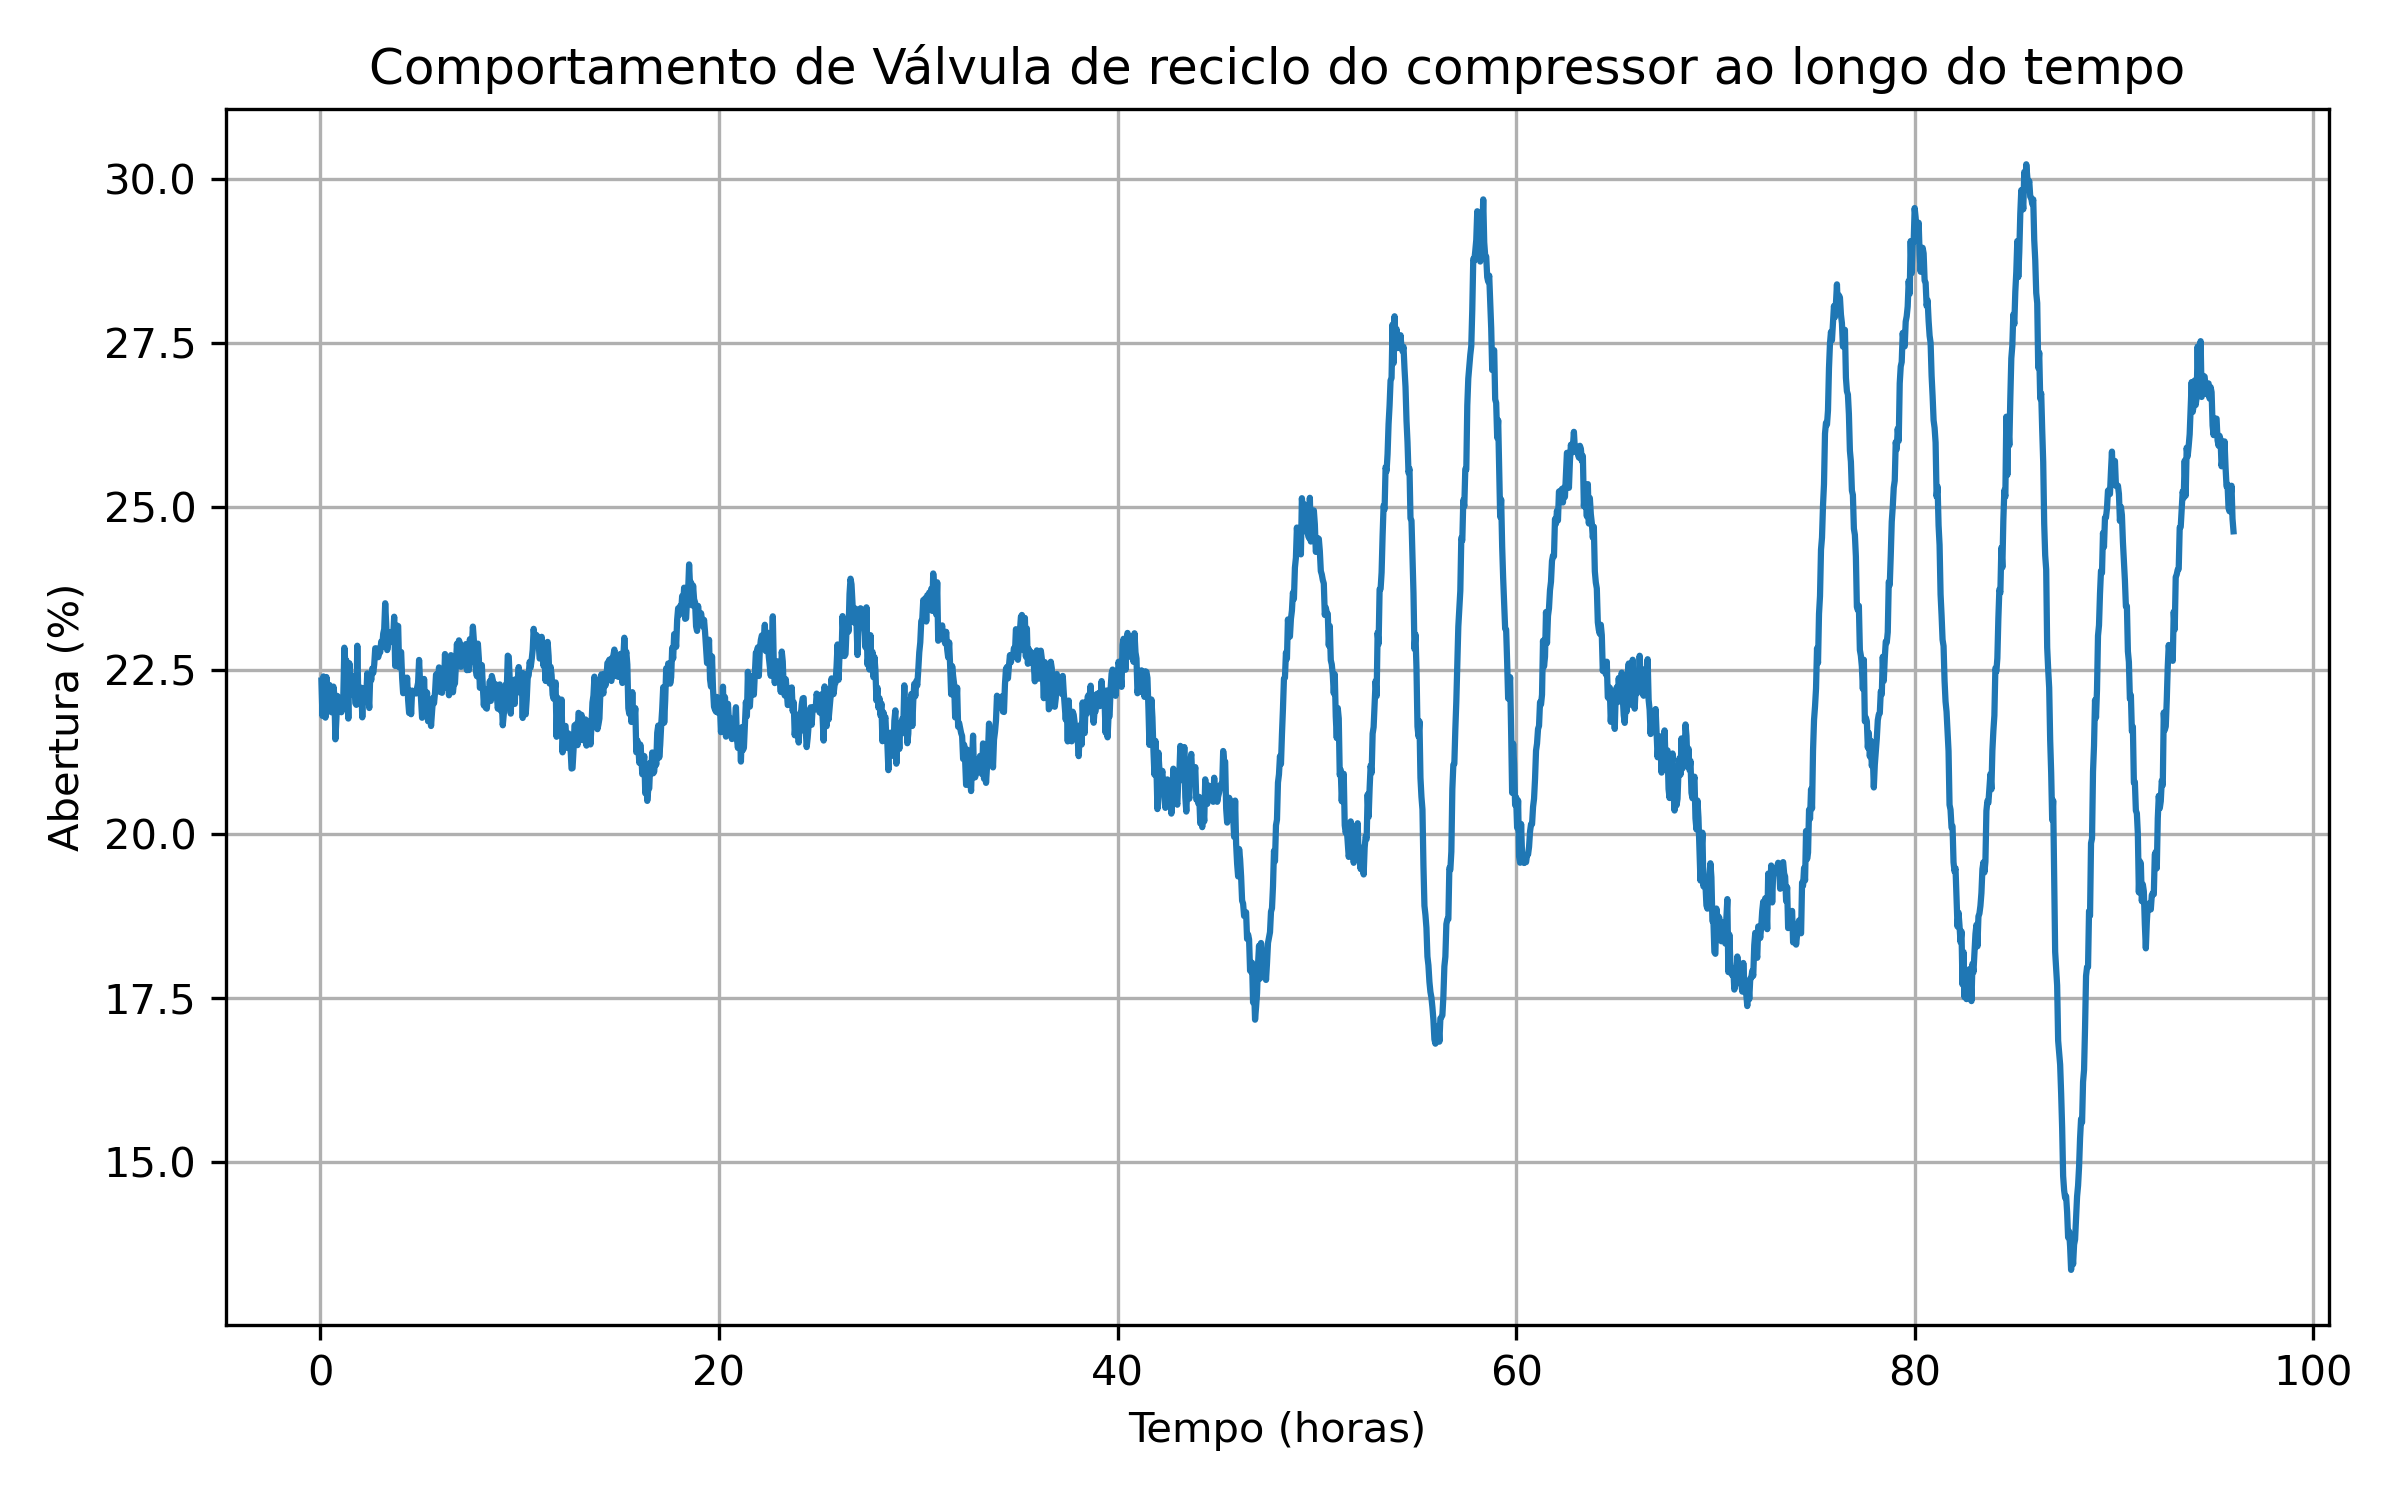 Comportamento de Válvula de reciclo do compressor ao longo do tempo
30.0
27.5
25.0
22.5
20.0
17.5
15.0
Abertura (%)
0 20 40 60 80 100
Tempo (horas)